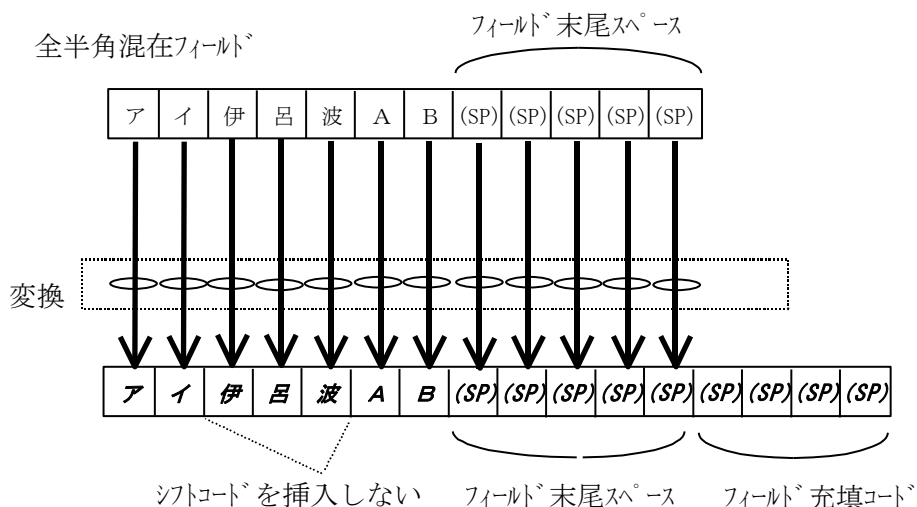 フィールド末尾スペース
全半角混在フィールド
ア イ 伊 呂 波 A B (SP) (SP) (SP) (SP) (SP)
変換
ア イ 伊 呂 波 A B (SP) (SP) (SP) (SP) (SP) (SP) (SP) (SP) (SP)
シフトコードを挿入しない フィールド末尾スペース フィールド充填コード